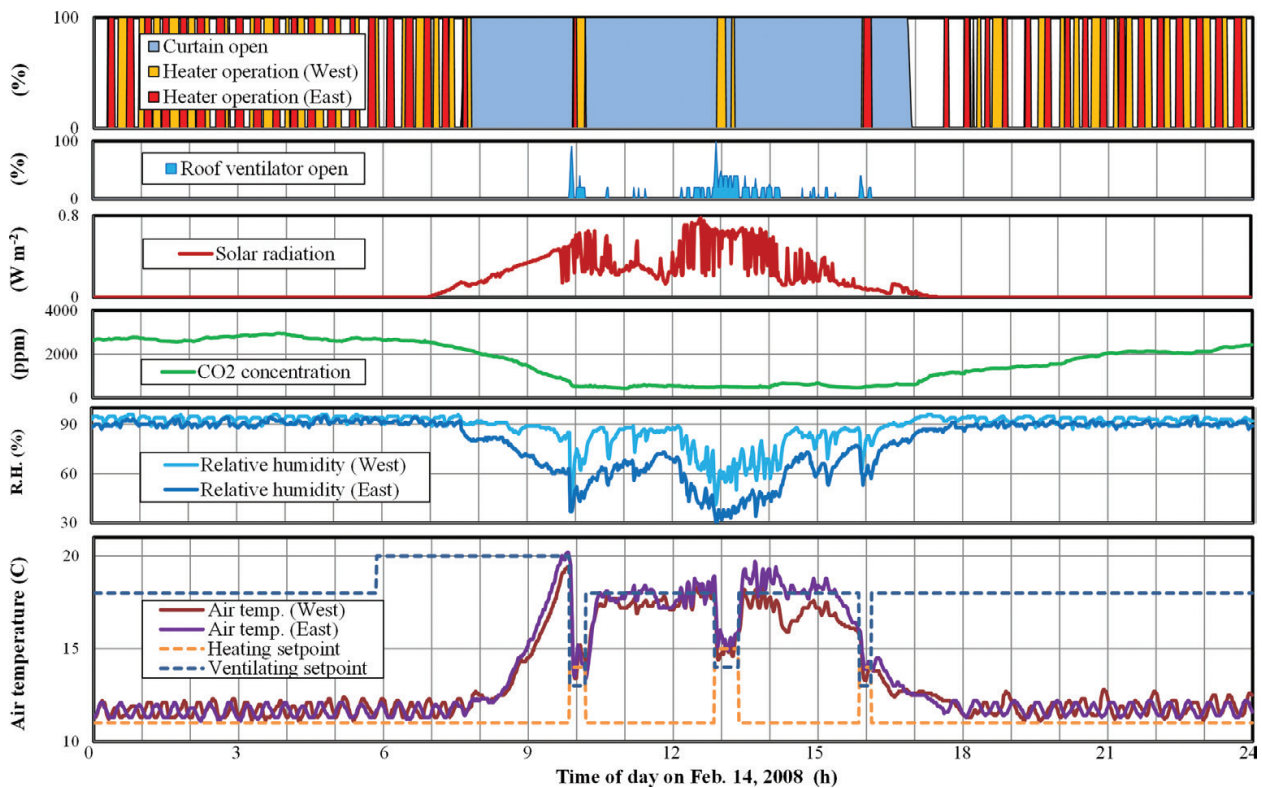 100
(%)
0
Curtain open
Heater operation (West)
Heater operation (East)
100
(%)
0
Roof ventilator open
0.8
(W m-2)
0
Solar radiation
4000
2000
(ppm)
0
CO2 concentration
90
60
30
R.H. (%)
Relative humidity (West)
Relative humidity (East)
20
15
10
Air temperature (C)
Air temp. (West)
Air temp. (East)
Heating setpoint
Ventilating setpoint
0 3 6 9 12 15 18 21 24
Time of day on Feb. 14, 2008 (h)